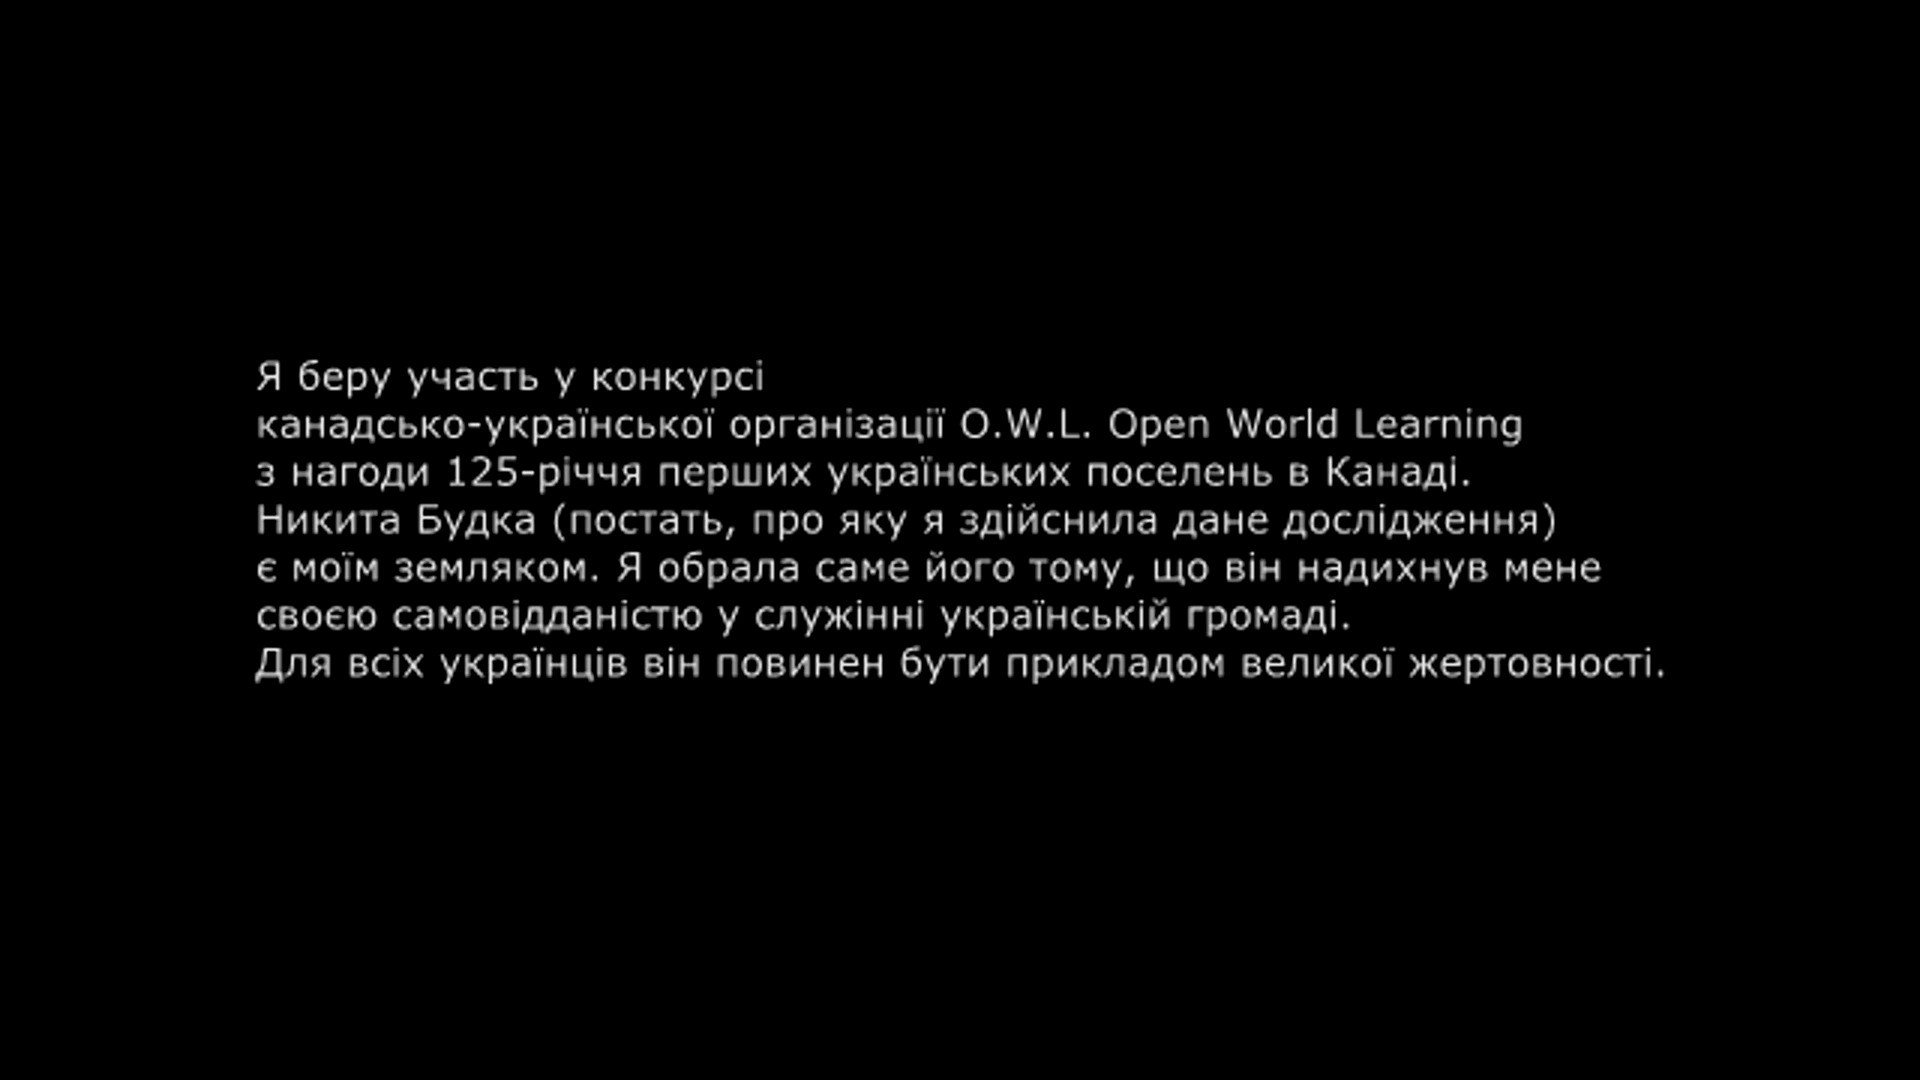 Я беру участь у конкурсі
канадсько-української організації O.W.L. Open World Learning
з нагоди 125-річчя перших українських поселень в Канаді.
Никита Будка (постать, про яку я здійснила дане дослідження)
є моїм земляком. Я обрала саме його тому, що він надихнув мене
своєю самовідданістю у служінні українській громаді.
Для всіх українців він повинен бути прикладом великої жертовності.